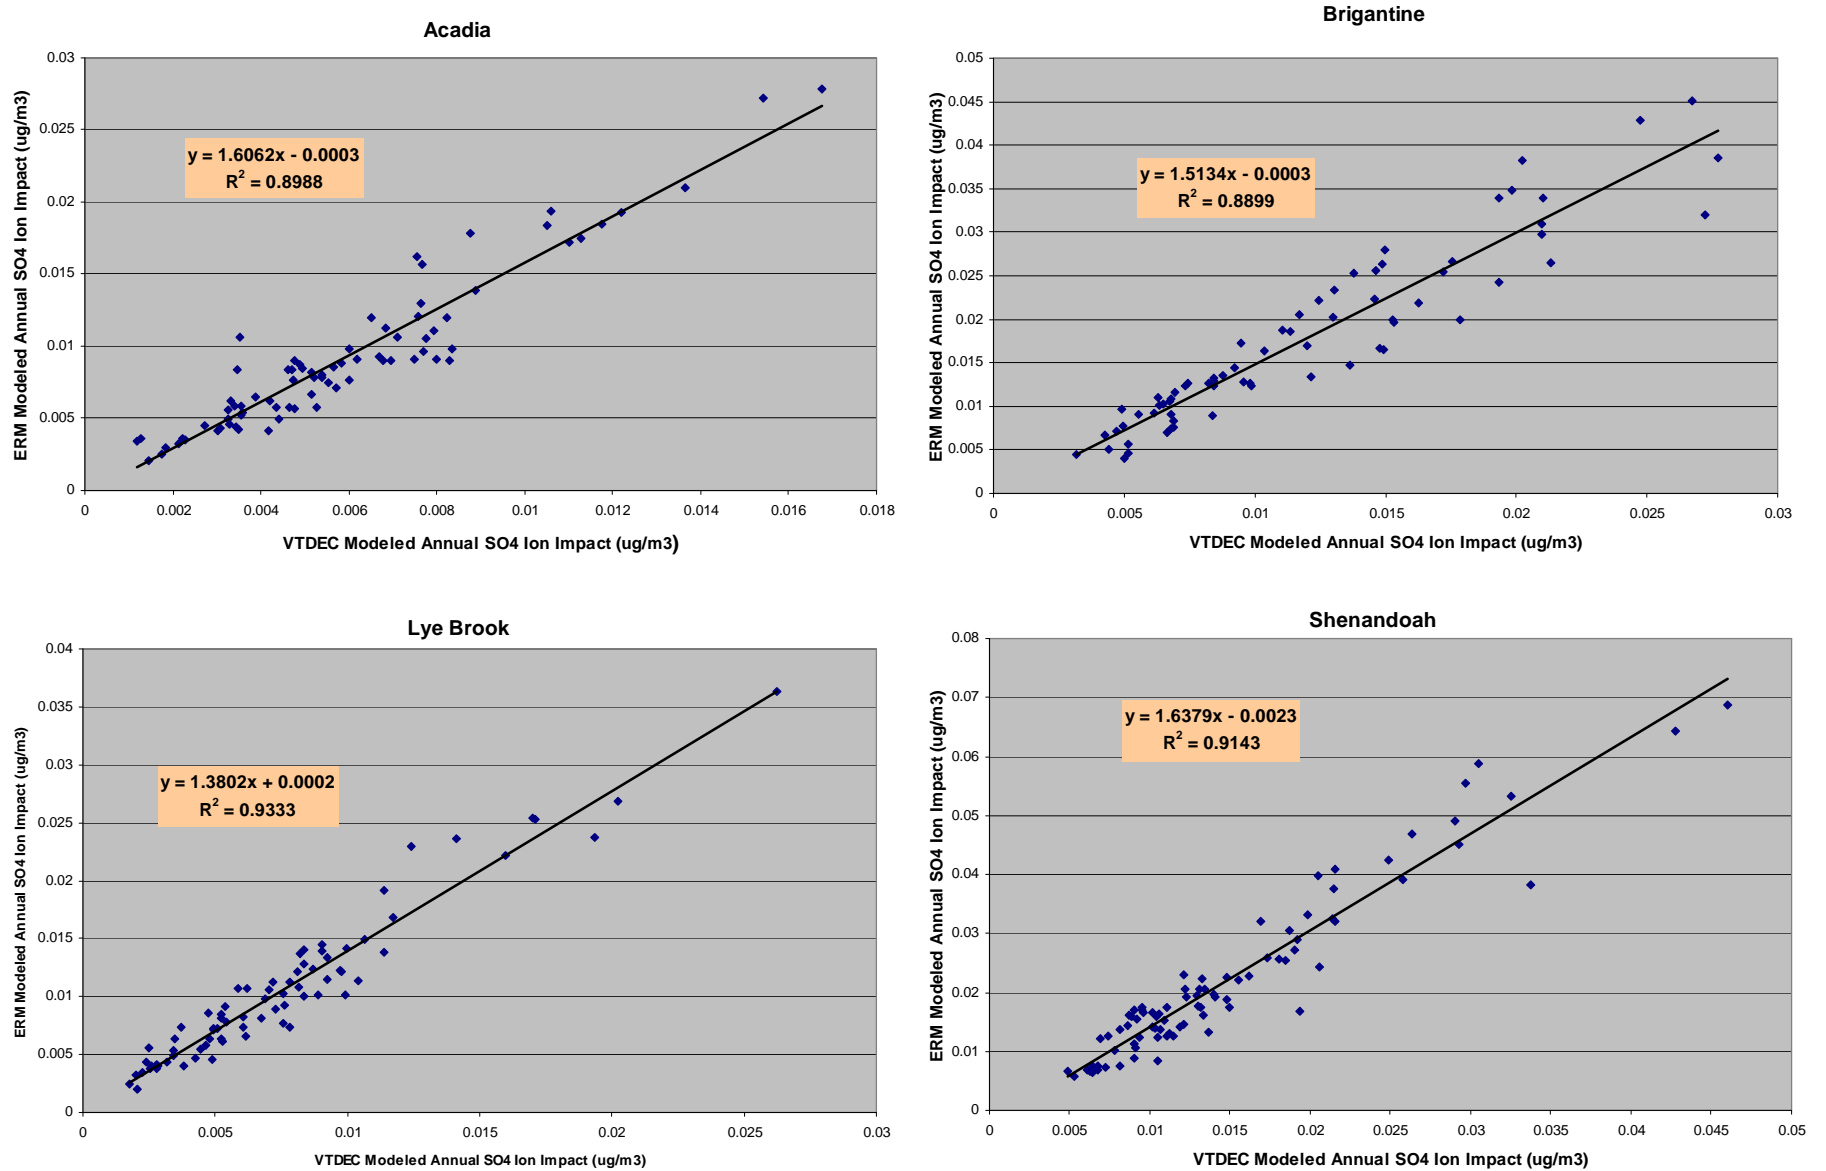 Acadia
ERM Modeled Annual SO4 Ion Impact (ug/m3)
0.03
0.025
0.02
0.015
0.01
0.005
0
y = 1.6062x - 0.0003
R² = 0.8988
0 0.002 0.004 0.006 0.008 0.01 0.012 0.014 0.016 0.018
VTDEC Modeled Annual SO4 Ion Impact (ug/m3)
Brigantine
ERM Modeled Annual SO4 Ion Impact (ug/m3)
0.05
0.045
0.04
0.035
0.03
0.025
0.02
0.015
0.01
0.005
0
y = 1.5134x - 0.0003
R² = 0.8899
0 0.005 0.01 0.015 0.02 0.025 0.03
VTDEC Modeled Annual SO4 Ion Impact (ug/m3)
Lye Brook
ERM Modeled Annual SO4 Ion Impact (ug/m3)
0.04
0.035
0.03
0.025
0.02
0.015
0.01
0.005
0
y = 1.3802x + 0.0002
R² = 0.9333
0 0.005 0.01 0.015 0.02 0.025 0.03
VTDEC Modeled Annual SO4 Ion Impact (ug/m3)
Shenandoah
ERM Modeled Annual SO4 Ion Impact (ug/m3)
0.08
0.07
0.06
0.05
0.04
0.03
0.02
0.01
0
y = 1.6379x - 0.0023
R² = 0.9143
0 0.005 0.01 0.015 0.02 0.025 0.03 0.035 0.04 0.045 0.05
VTDEC Modeled Annual SO4 Ion Impact (ug/m3)